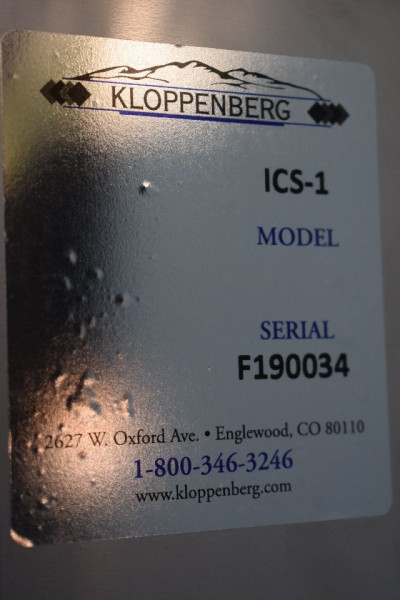 KLOPPENBERG
ICS-1
MODEL
SERIAL
F190034
2627 W. Oxford Ave. • Englewood, CO 80110
1-800-346-3246
www.kloppenberg.com